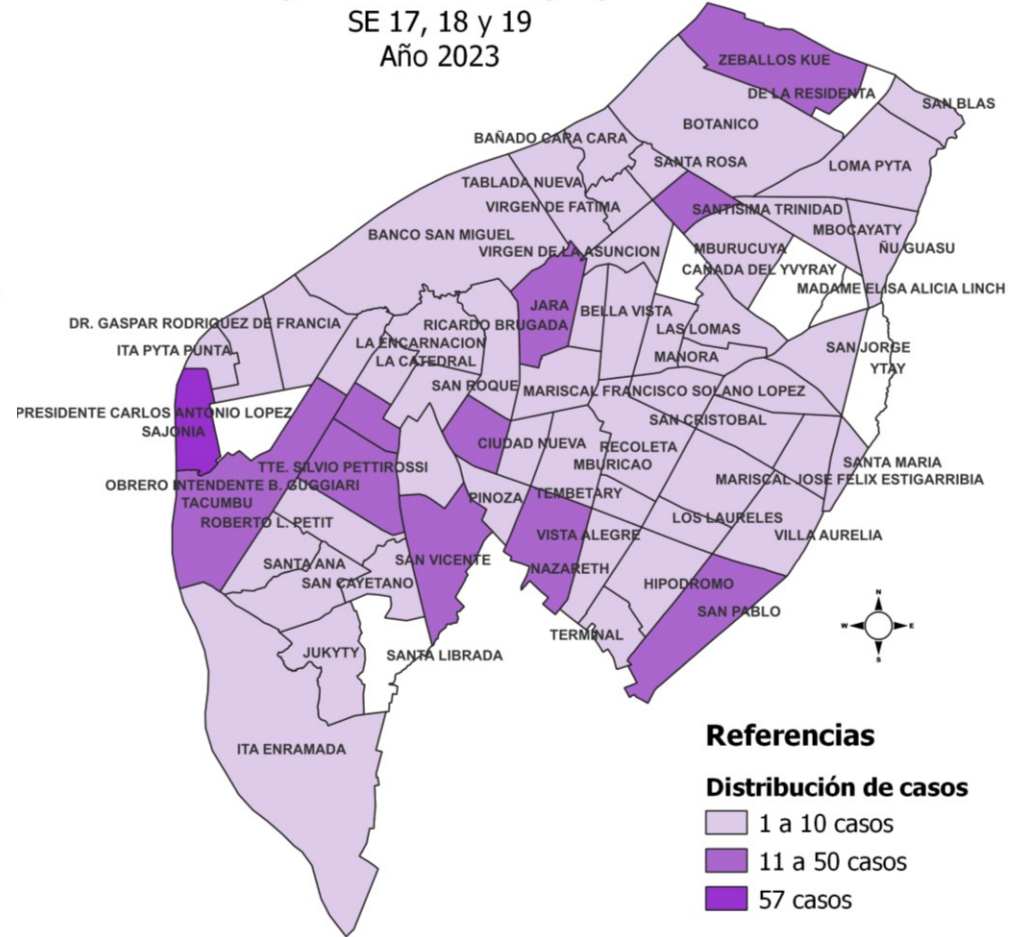 SE 17, 18 y 19
Año 2023
ZEBALLOS KUE
DE LA RESIDENTA
SAN BLAS
BOTANICO
BAÑADO CARA CARA
SANTA ROSA
LOMA PYTA
TABLADA NUEVA
VIRGEN DE FATIMA
SANTISIMA TRINIDAD
MBOCAYATY
BANCO SAN MIGUEL
VIRGEN DE LA ASUNCION
MBURUCUYA
ÑU GUASU
CAÑADA DEL YVYRAY
MADAME ELISA ALICIA LINCH
JARA
BELLA VISTA
DR. GASPAR RODRIQUEZ DE FRANCIA
RICARDO BRUGADA
LAS LOMAS
LA ENCARNACION
ITA PYTA PUNTA
LA CATEDRAL
MANORA
SAN JORGE
YTAY
SAN ROQUE
MARISCAL FRANCISCO SOLANO LOPEZ
PRESIDENTE CARLOS ANTONIO LOPEZ
SAJONIA
SAN CRISTOBAL
CIUDAD NUEVA
RECOLETA
MBURICAO
SANTA MARIA
TTE. SILVIO PETTIROSSI
MARISCAL JOSE FELIX ESTIGARRIBIA
OBRERO INTENDENTE B. GUGGIARI
TACUMBU
PINOZA
TEMBETARY
ROBERTO L. PETIT
LOS LAURELES
VISTA ALEGRE
VILLA AURELIA
SANTA ANA
SAN VICENTE
NAZARETH
SAN CAYETANO
HIPODROMO
SAN PABLO
TERMINAL
JUKYTY
SANTA LIBRADA
ITA ENRAMADA
N
W
E
S
Referencias
Distribución de casos
1 a 10 casos
11 a 50 casos
57 casos